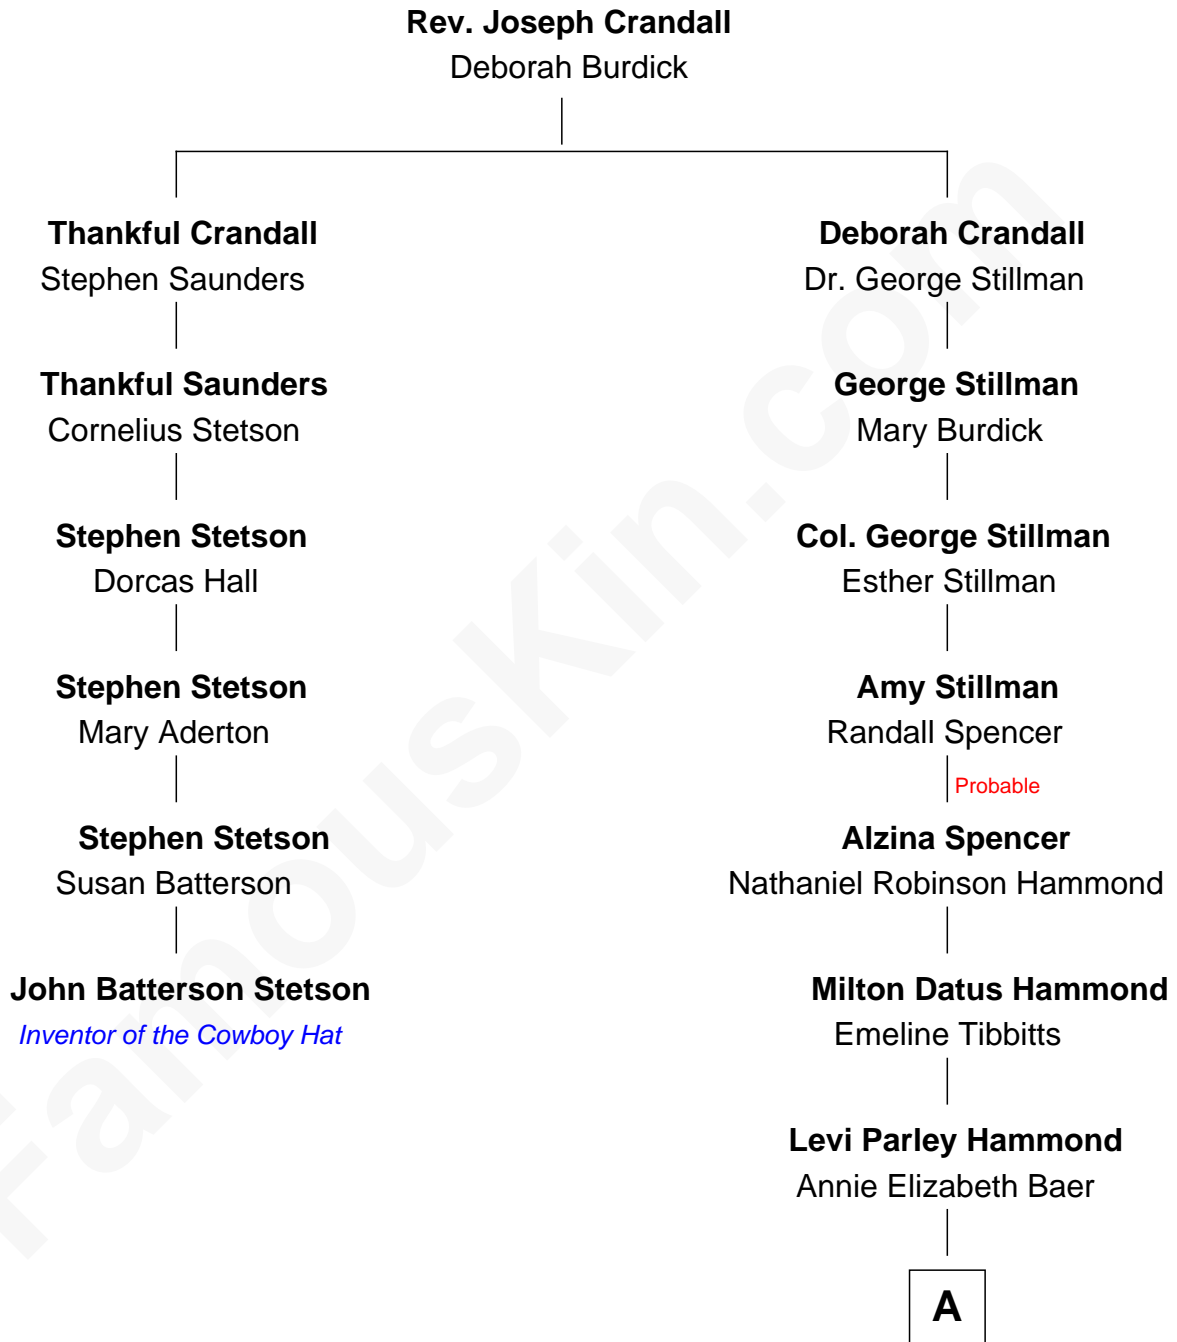 Rev. Joseph Crandall
Deborah Burdick
Thankful Crandall
Stephen Saunders
Deborah Crandall
Dr. George Stillman
Thankful Saunders
Cornelius Stetson
George Stillman
Mary Burdick
Stephen Stetson
Dorcas Hall
Col. George Stillman
Esther Stillman
Stephen Stetson
Mary Aderton
Amy Stillman
Randall Spencer
Probable
Stephen Stetson
Susan Batterson
Alzina Spencer
Nathaniel Robinson Hammond
John Batterson Stetson
Inventor of the Cowboy Hat
Milton Datus Hammond
Emeline Tibbitts
Levi Parley Hammond
Annie Elizabeth Baer
A
FamousKin.com